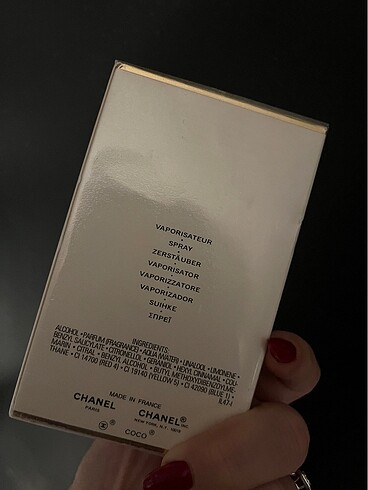 VAPORISATEUR
•
SPRAY
•
ZERSTÄUBER
•
VAPORISATOR
•
VAPORIZZATORE
•
VAPORIZADOR
•
SUIHKE
•
ΣΠΡΕΪ
INGREDIENTS:
ALCOHOL • PARFUM (FRAGRANCE) • AQUA (WATER) • LINALOOL • LIMONENE •
BENZYL SALICYLATE • CITRONELLOL • GERANIOL • HEXYL CINNAMAL • COU-
MARIN • CITRAL • BENZYL ALCOHOL • BUTYL METHOXYDIBENZOYLME-
THANE • CI 14700 (RED 4) • CI 19140 (YELLOW 5) • CI 42090 (BLUE 1) •
MADE IN FRANCE
CHANEL CHANEL® INC.
PARIS NEW YORK, N.Y. 10019
COCO®